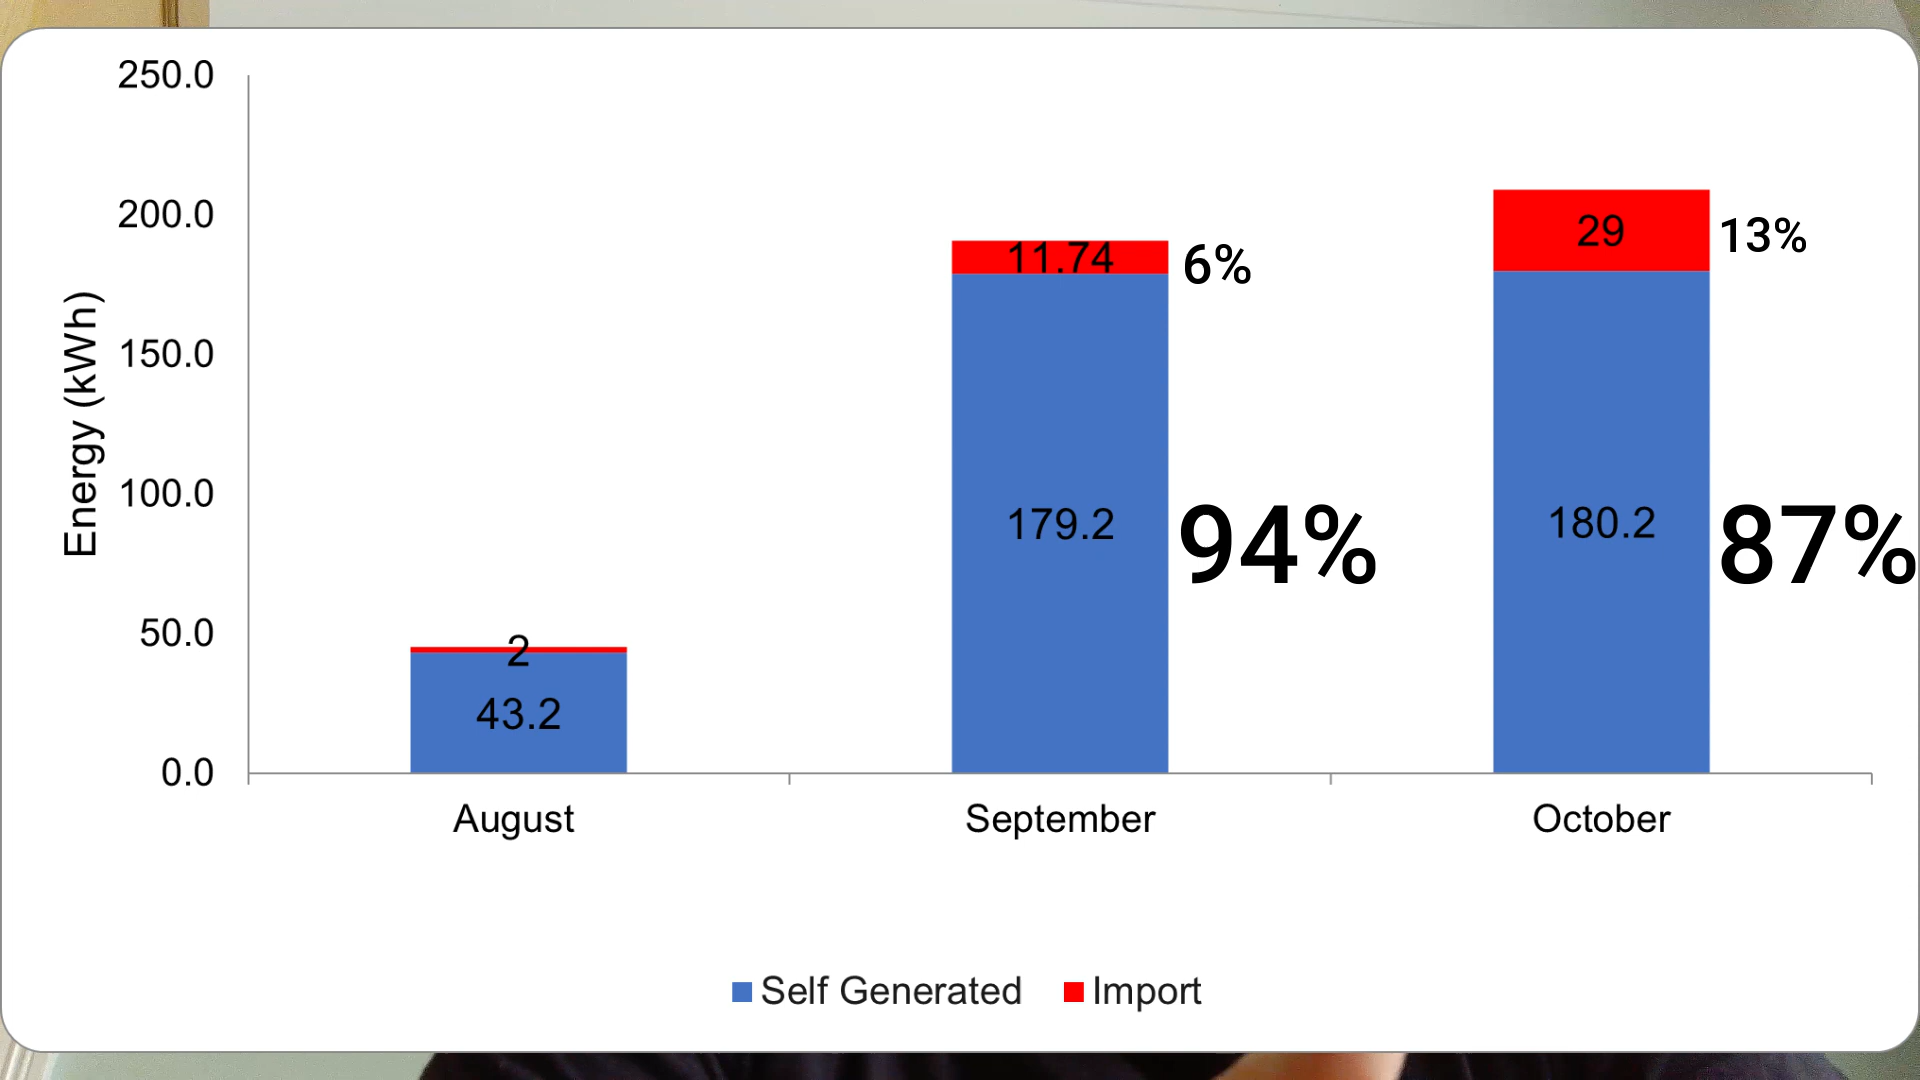 250.0
200.0
150.0
100.0
50.0
0.0
Energy (kWh)
2
43.2
11.74
6%
179.2
94%
29
13%
180.2
87%
August
September
October
Self Generated
Import